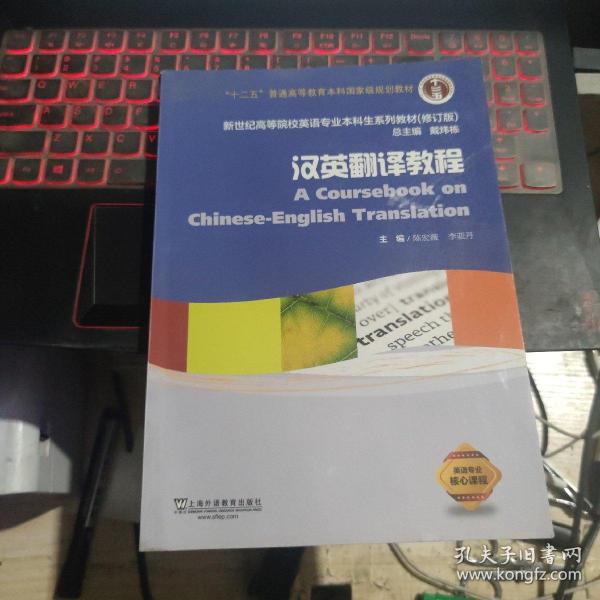 “十二五”普通高等教育本科国家级规划教材
新世纪高等院校英语专业本科生系列教材(修订版)
总主编 戴炜栋
汉英翻译教程
A Coursebook on
Chinese-English Translation
主 编/陈宏薇 李亚丹
over)
translation
speech
英语专业
核心课程
上海外语教育出版社
www.sflep.com
孔夫子旧书网
www.kongfz.com